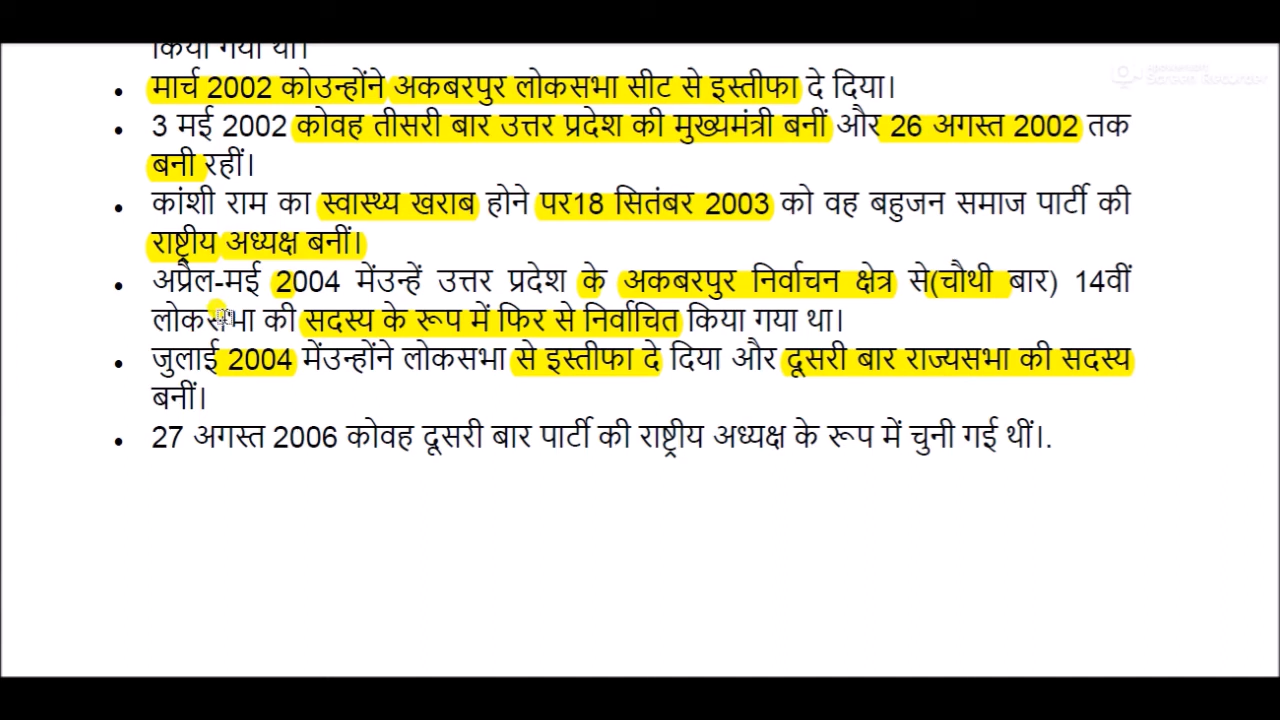 किया गया था।
मार्च 2002 कोउन्होंने अकबरपुर लोकसभा सीट से इस्तीफा दे दिया।
3 मई 2002 कोवह तीसरी बार उत्तर प्रदेश की मुख्यमंत्री बनीं और 26 अगस्त 2002 तक
बनी रहीं।
कांशी राम का स्वास्थ्य खराब होने पर18 सितंबर 2003 को वह बहुजन समाज पार्टी की
राष्ट्रीय अध्यक्ष बनीं।
अप्रैल-मई 2004 मेंउन्हें उत्तर प्रदेश के अकबरपुर निर्वाचन क्षेत्र से(चौथी बार) 14वीं
लोकसभा की सदस्य के रूप में फिर से निर्वाचित किया गया था।
जुलाई 2004 मेंउन्होंने लोकसभा से इस्तीफा दे दिया और दूसरी बार राज्यसभा की सदस्य
बनीं।
27 अगस्त 2006 कोवह दूसरी बार पार्टी की राष्ट्रीय अध्यक्ष के रूप में चुनी गई थीं।.